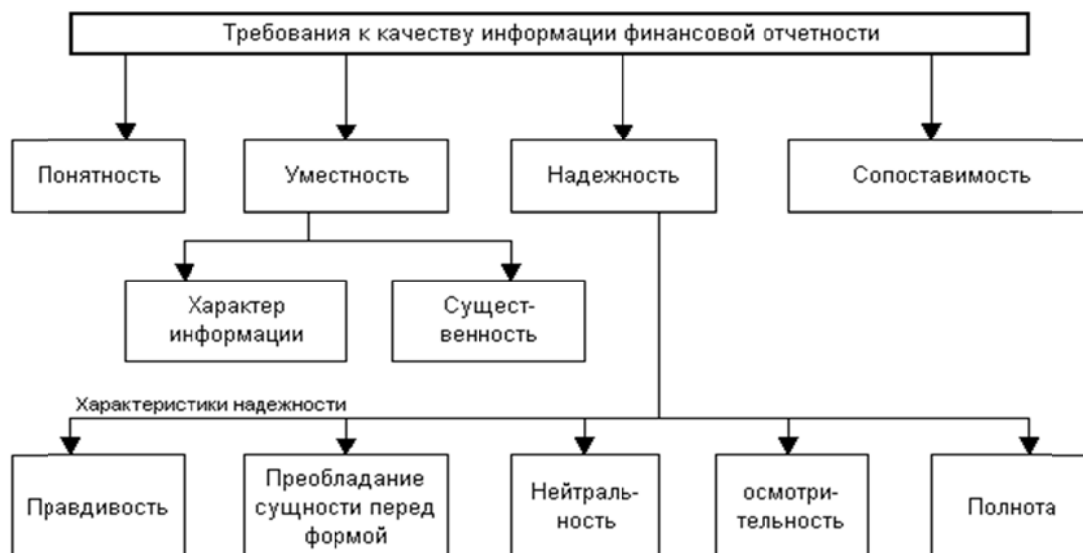 Требования к качеству информации финансовой отчетности
Понятность
Уместность
Надежность
Сопоставимость
Характер
информации
Сущест-
венность
Характеристики надежности
Правдивость
Преобладание
сущности перед
формой
Нейтраль-
ность
осмотри-
тельность
Полнота